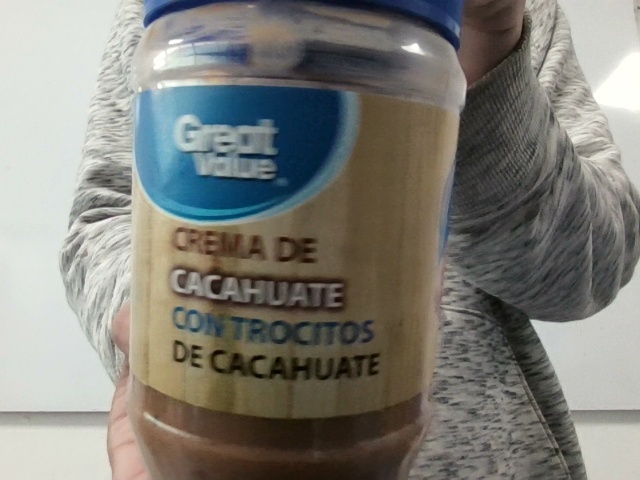 Great
Value
CREMA DE
CACAHUATE
CON TROCITOS
DE CACAHUATE